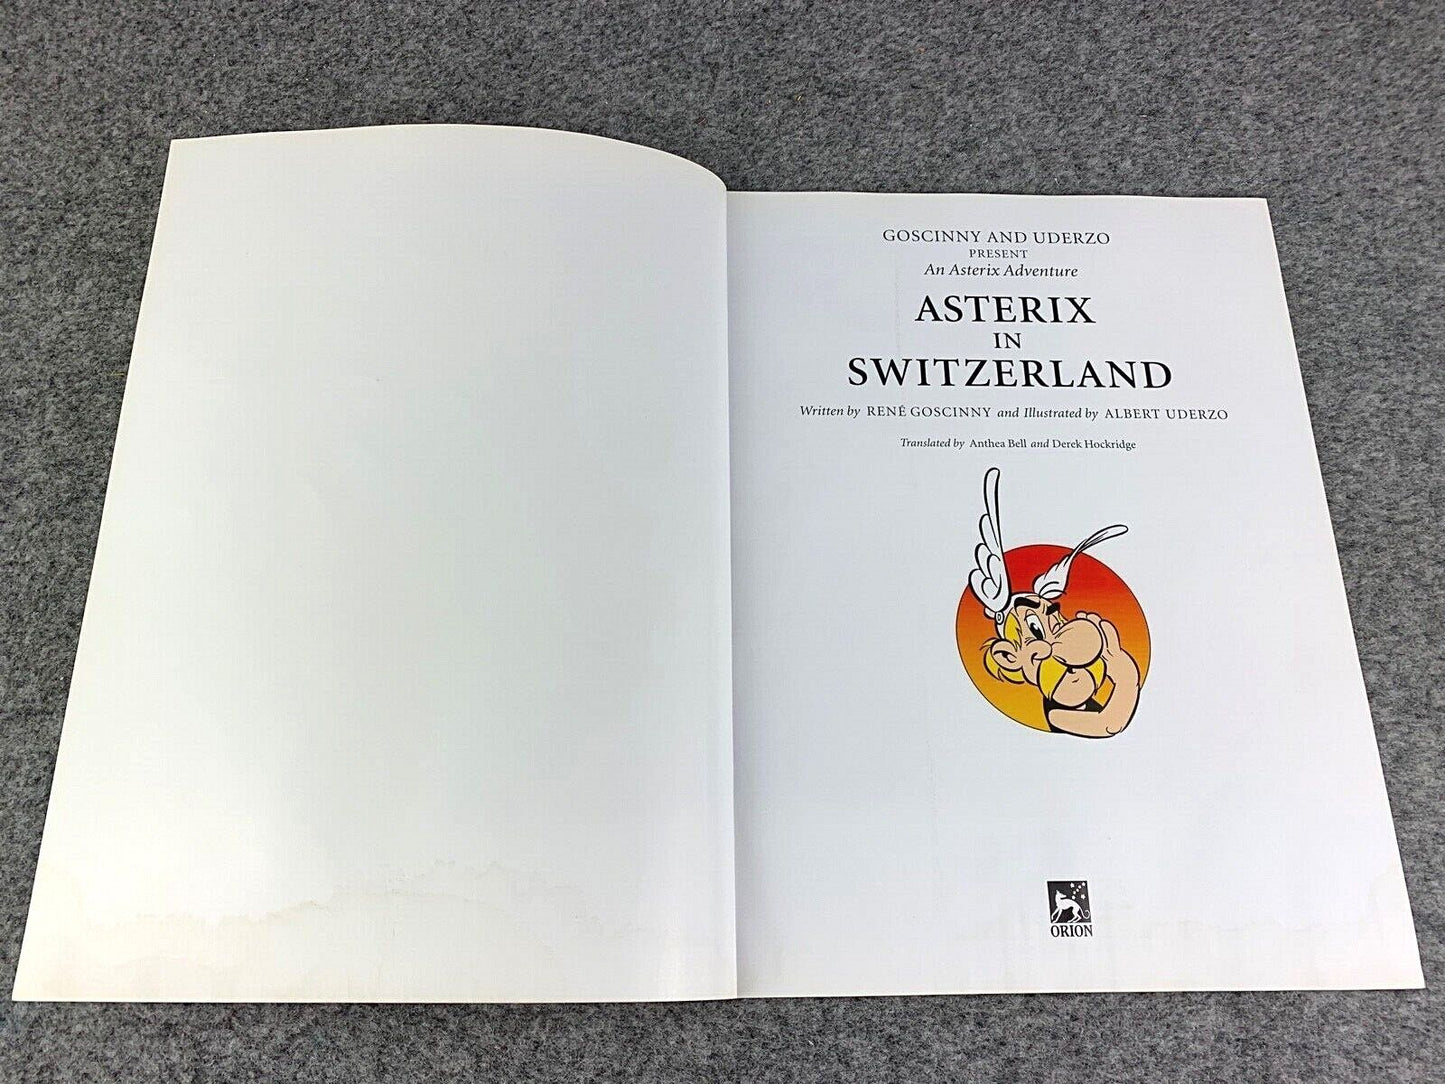 GOSCINNY AND UDERZO
PRESENT
An Asterix Adventure
ASTERIX
IN
SWITZERLAND
Written by RENÉ GOSCINNY and Illustrated by ALBERT UDERZO
Translated by Anthea Bell and Derek Hockridge
ORION